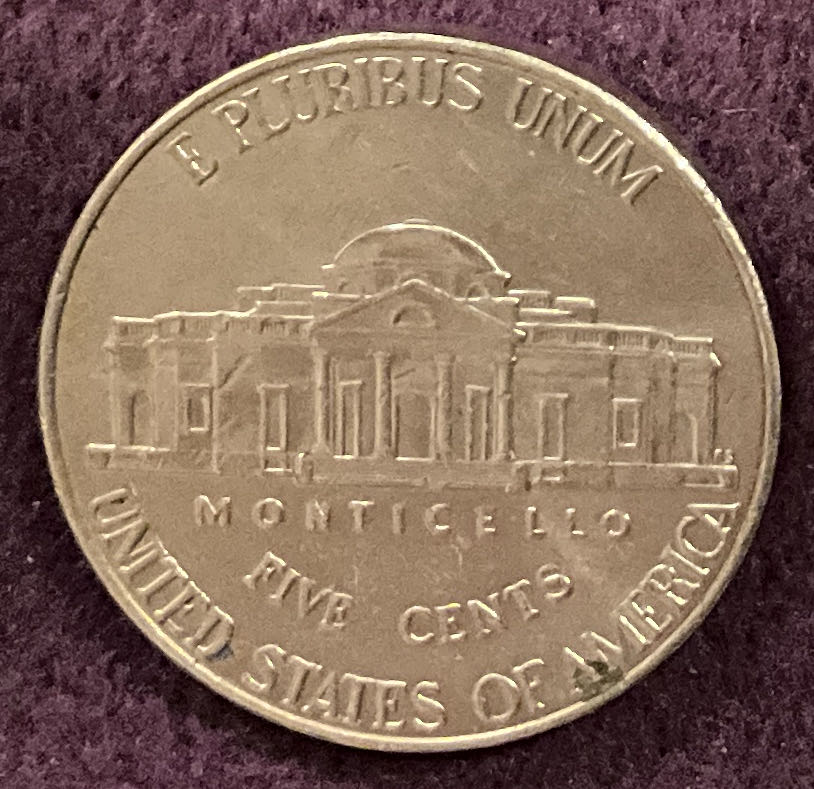 E PLURIBUS UNUM
MONTICELLO
FIVE CENTS
UNITED STATES OF AMERICA